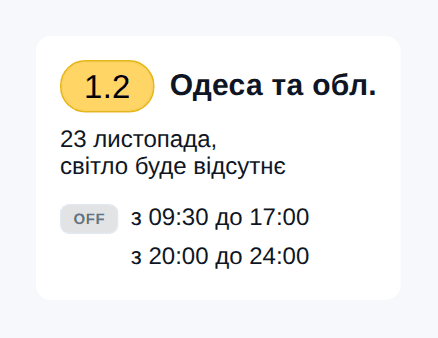 1.2 Одеса та обл.
23 листопада,
світло буде відсутнє
OFF з 09:30 до 17:00
з 20:00 до 24:00